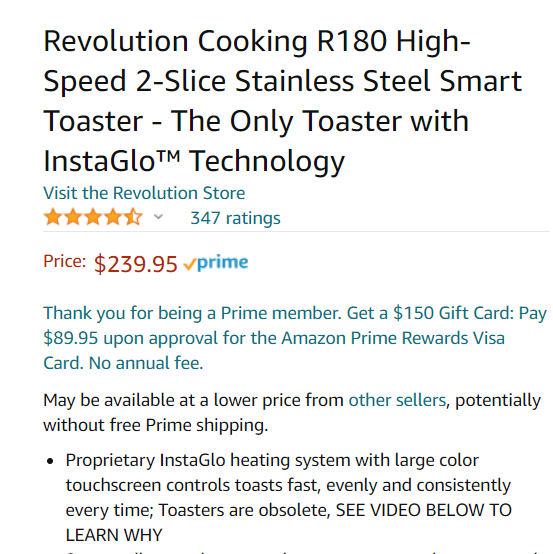 Revolution Cooking R180 High-
Speed 2-Slice Stainless Steel Smart
Toaster - The Only Toaster with
InstaGlo™ Technology
Visit the Revolution Store
347 ratings
Price: $239.95 prime
Thank you for being a Prime member. Get a $150 Gift Card: Pay
$89.95 upon approval for the Amazon Prime Rewards Visa
Card. No annual fee.
May be available at a lower price from other sellers, potentially
without free Prime shipping.
• Proprietary InstaGlo heating system with large color
touchscreen controls toasts fast, evenly and consistently
every time; Toasters are obsolete, SEE VIDEO BELOW TO
LEARN WHY